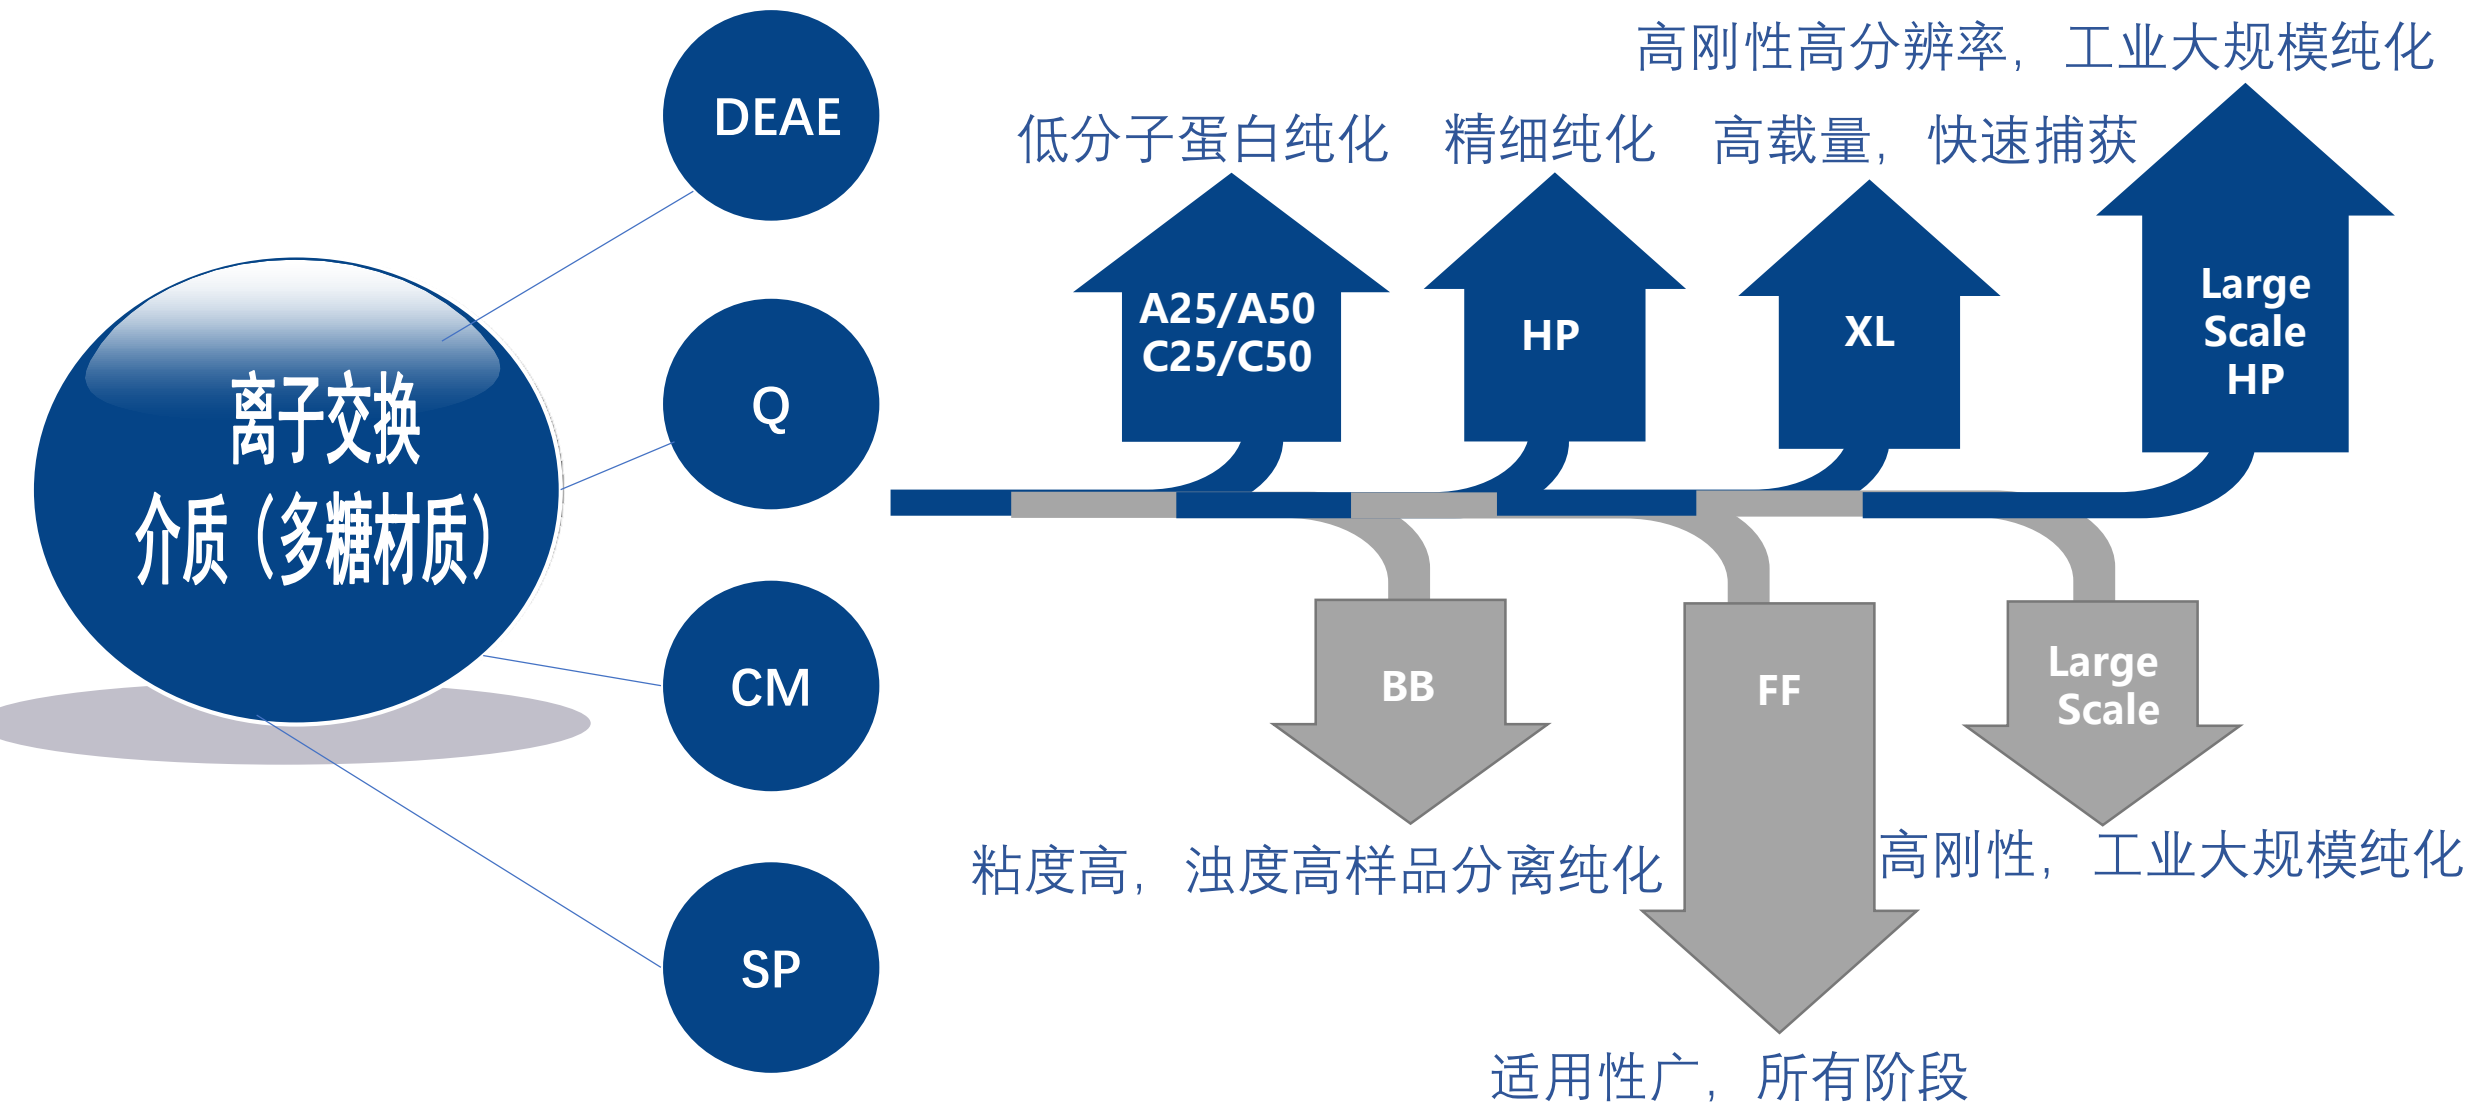 离子交换
介质（多糖材质）
DEAE
Q
CM
SP
高刚性高分辨率，工业大规模纯化
低分子蛋白纯化
精细纯化
高载量，快速捕获
A25/A50
C25/C50
HP
XL
Large
Scale
HP
BB
FF
Large
Scale
粘度高，浊度高样品分离纯化
高刚性，工业大规模纯化
适用性广，所有阶段